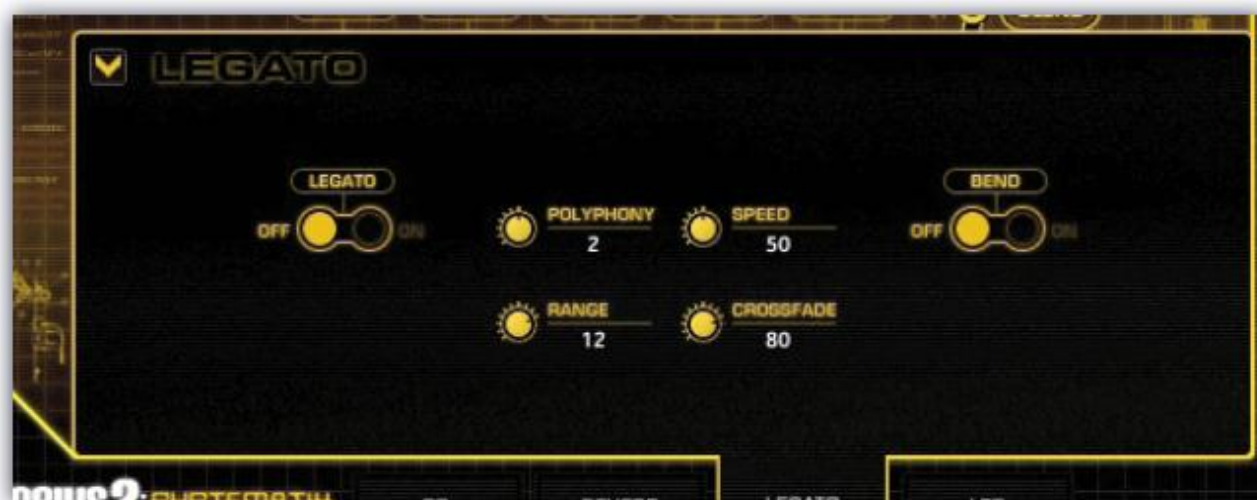 LEGATO
LEGATO
BEND
OFF
ON
POLYPHONY
2
SPEED
50
OFF
ON
RANGE
12
CROSSFADE
80
LEGATO